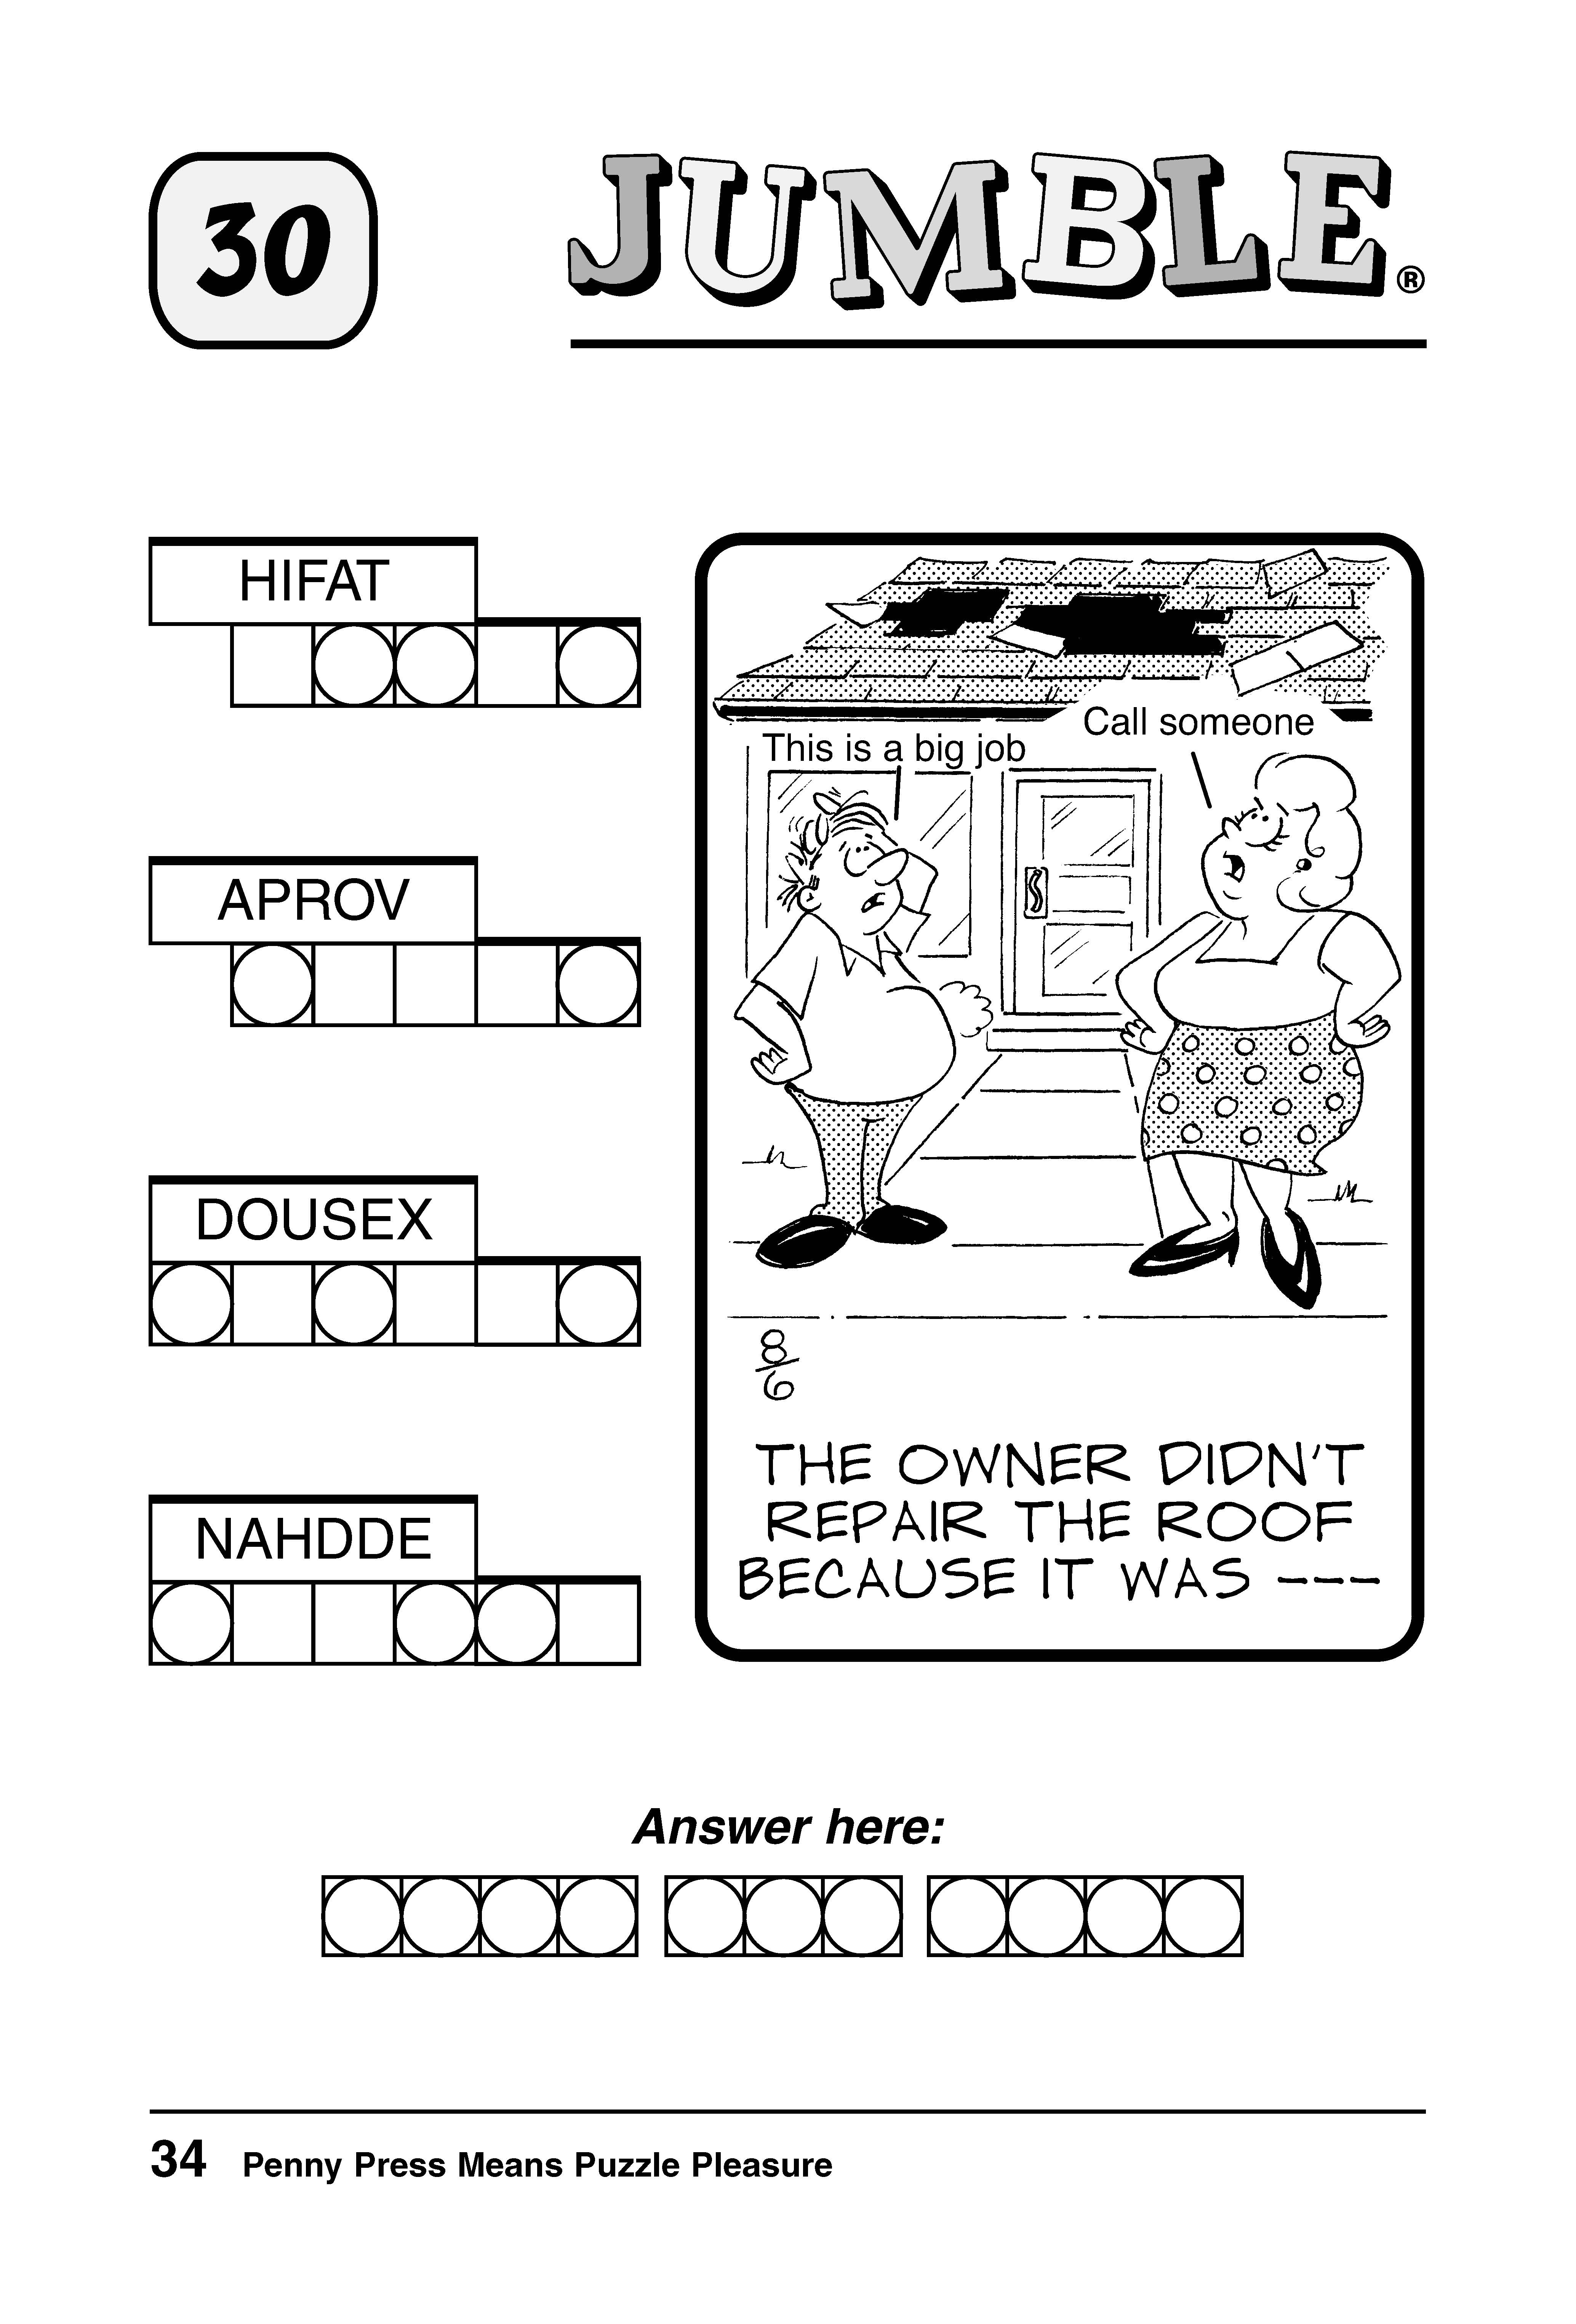 30
JUMBLE®
HIFAT
APROV
DOUSEX
NAHDDE
Call someone
This is a big job
8/6
THE OWNER DIDN'T
REPAIR THE ROOF
BECAUSE IT WAS ---
Answer here:
34 Penny Press Means Puzzle Pleasure